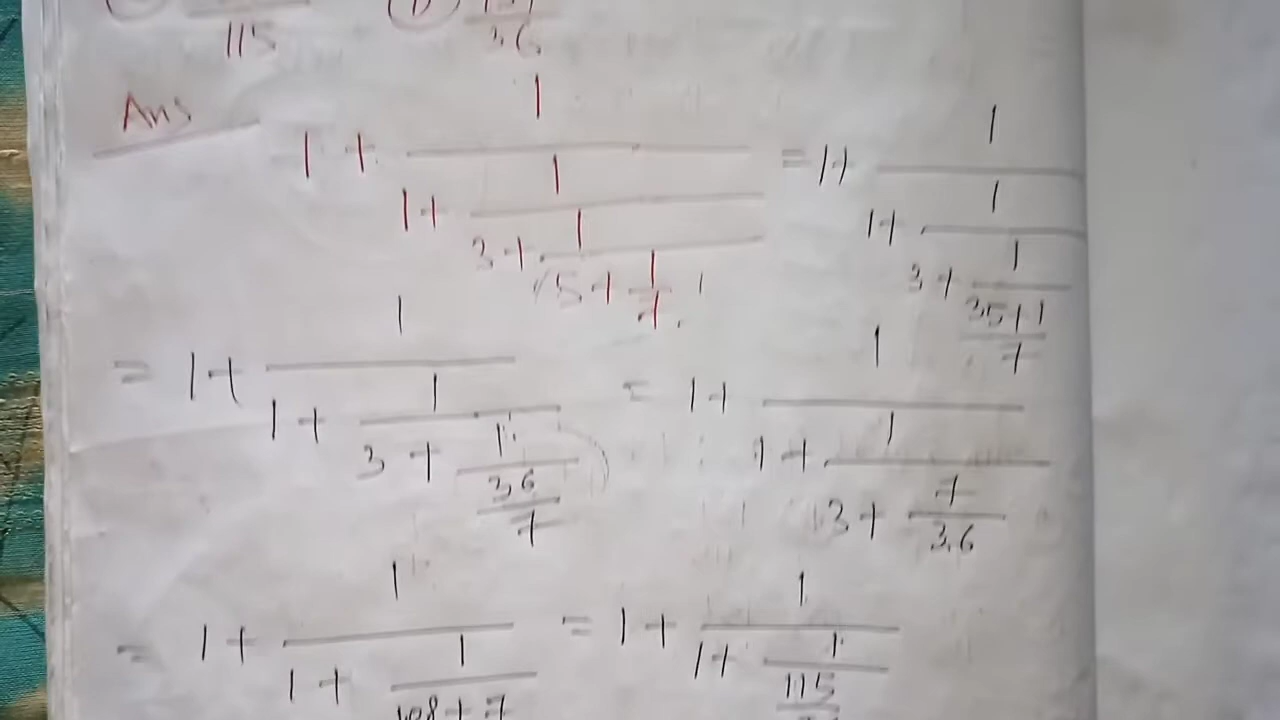 115
36
Ans
1 + 1/(1 + 1/(3 + 1/(5 + 1/7))) = 1 + 1/(1 + 1/(3 + 1/((35+1)/7)))
= 1 + 1/(1 + 1/(3 + 1/(36/7))) = 1 + 1/(1 + 1/(3 + 7/36))
= 1 + 1/(1 + 1/(108 + 7 = 1 + 1/(1 + 1/(115/